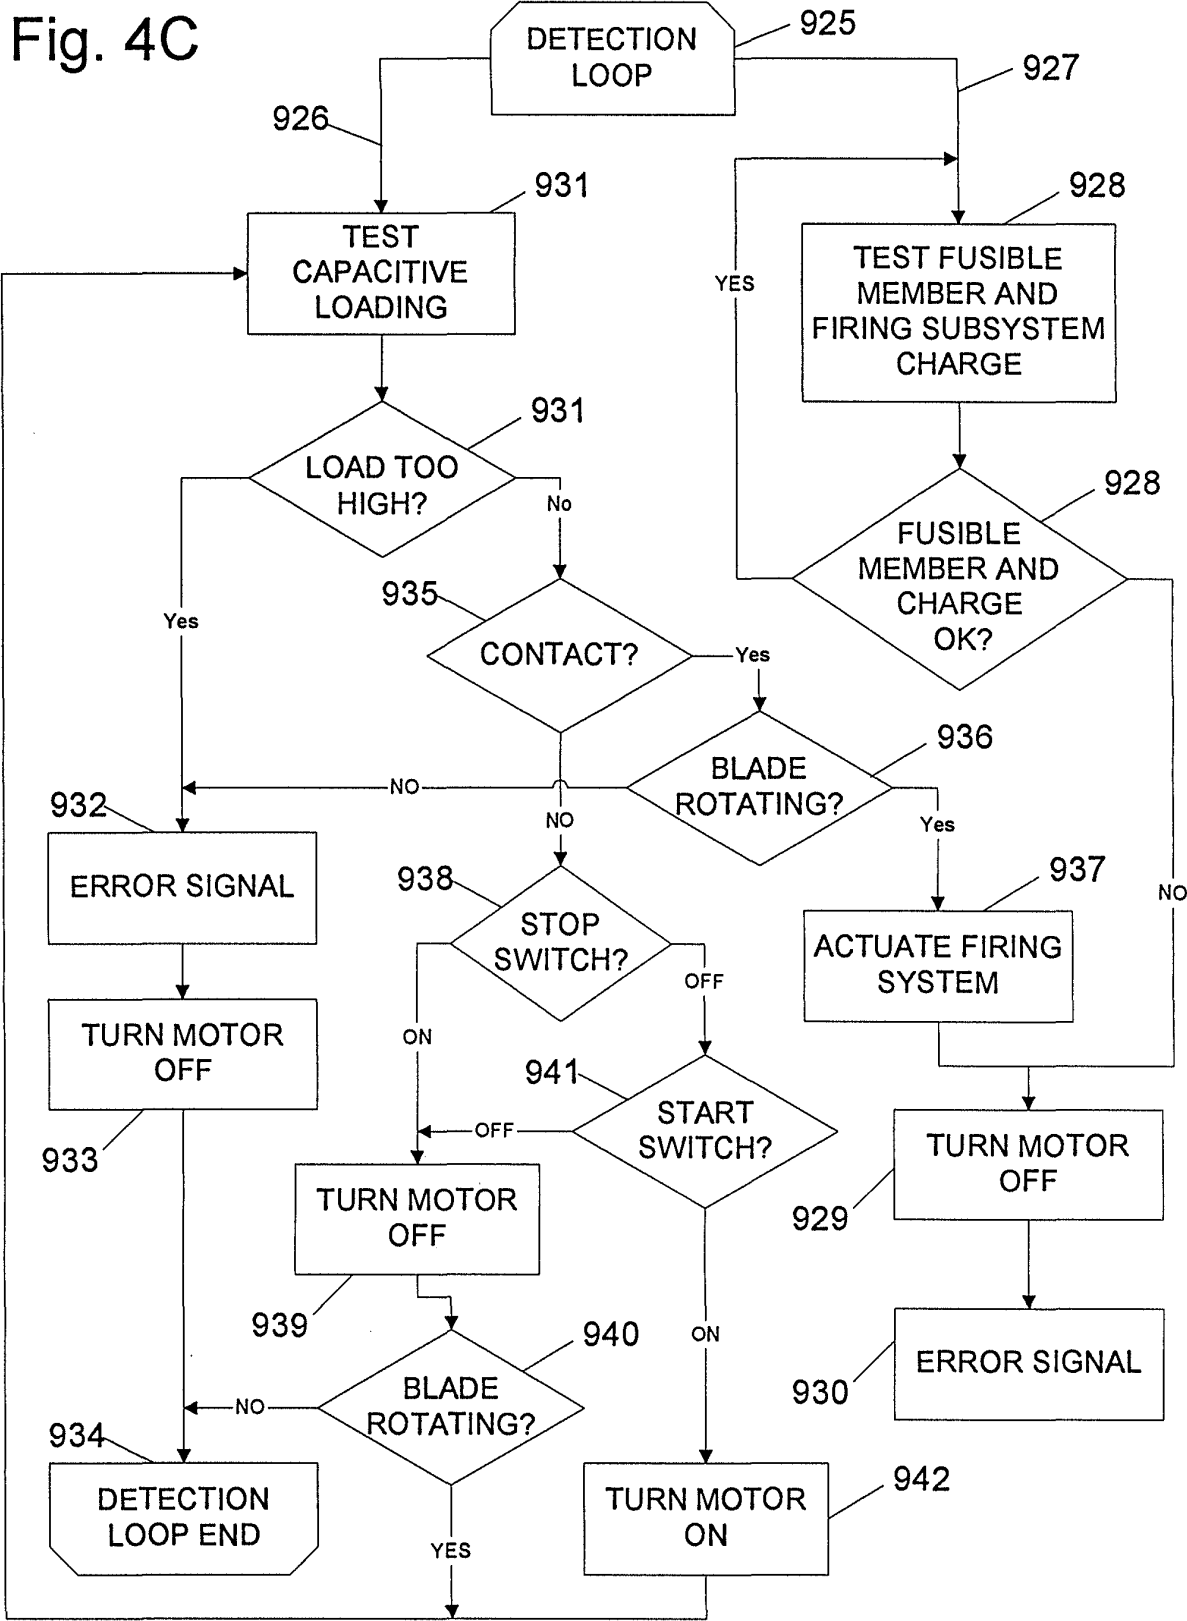 Fig. 4C
DETECTION
LOOP
925
926
927
931
TEST
CAPACITIVE
LOADING
928
TEST FUSIBLE
MEMBER AND
FIRING SUBSYSTEM
CHARGE
YES
931
LOAD TOO
HIGH?
No
Yes
928
FUSIBLE
MEMBER AND
CHARGE
OK?
NO
935
CONTACT?
Yes
NO
936
BLADE
ROTATING?
NO
Yes
932
ERROR SIGNAL
938
STOP
SWITCH?
OFF
ON
937
ACTUATE FIRING
SYSTEM
TURN MOTOR
OFF
933
941
START
SWITCH?
OFF
ON
TURN MOTOR
OFF
929
TURN MOTOR
OFF
939
940
BLADE
ROTATING?
NO
YES
ERROR SIGNAL
930
934
DETECTION
LOOP END
TURN MOTOR
ON
942